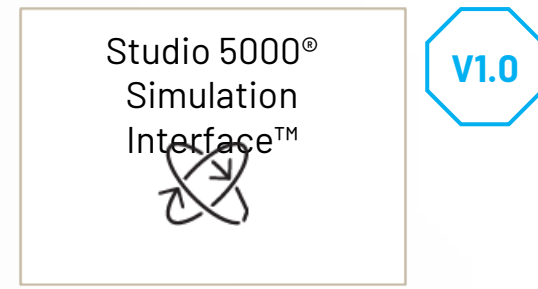 Studio 5000®
Simulation
Interface™
V1.0